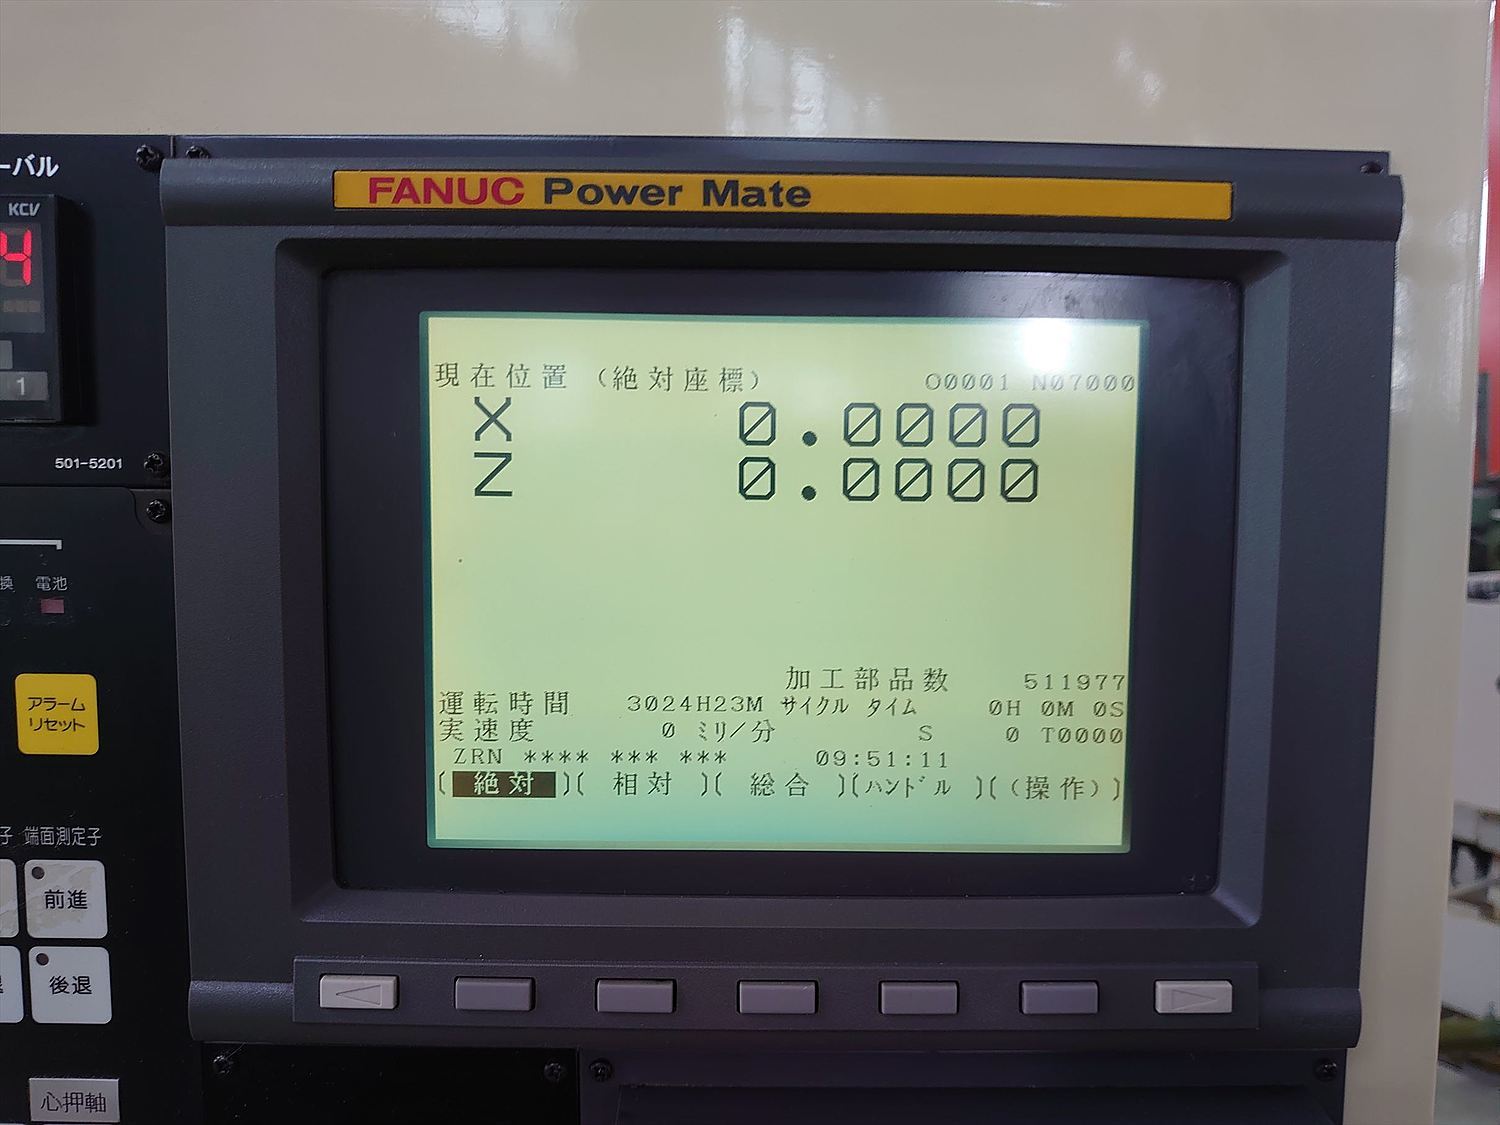 ーバル
KCV
4
1
501-5201
換 電池
アラーム
リセット
子 端面測定子
前進
後退
心押軸
FANUC Power Mate
現在位置 (絶対座標) O0001 N07000
X 0.0000
Z 0.0000
加工部品数 511977
運転時間 3024H23M サイクル タイム 0H 0M 0S
実速度 0 ミリ/分 S 0 T0000
ZRN **** *** *** 09:51:11
[ 絶対 ][ 相対 ][ 総合 ][ハンドル ][(操作)]